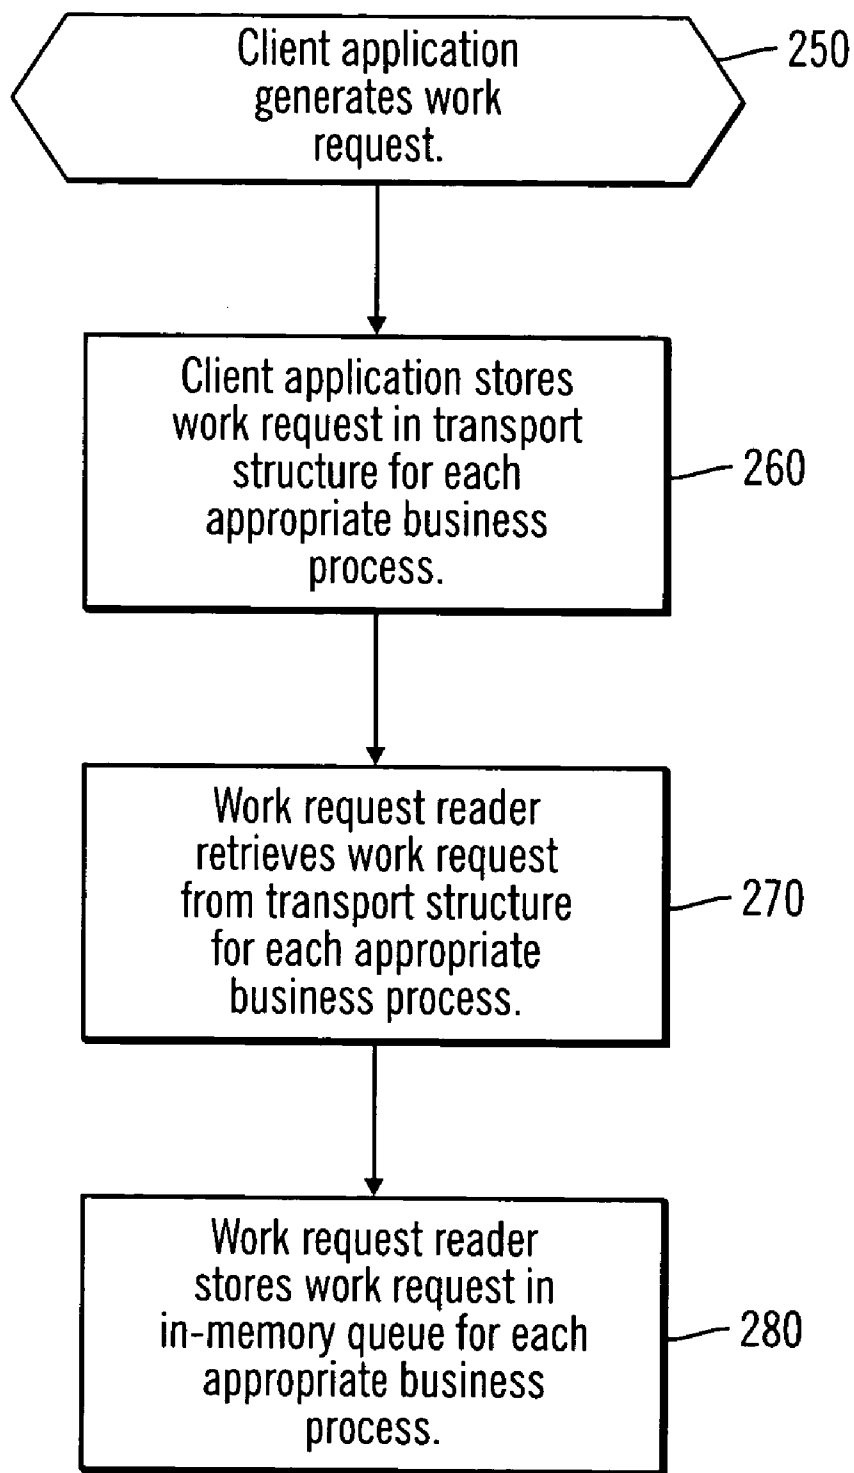 Client application
generates work
request.
250
Client application stores
work request in transport
structure for each
appropriate business
process.
260
Work request reader
retrieves work request
from transport structure
for each appropriate
business process.
270
Work request reader
stores work request in
in-memory queue for each
appropriate business
process.
280